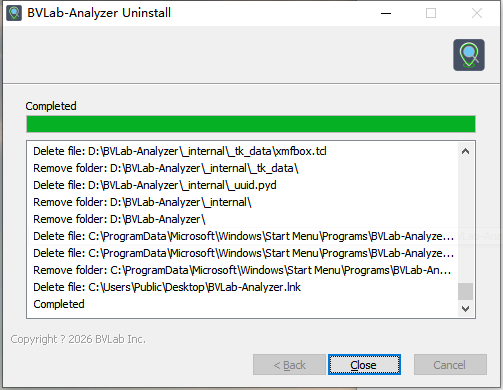 BVLab-Analyzer Uninstall
Completed
Delete file: D:\BVLab-Analyzer\_internal\_tk_data\xmfbox.tcl
Remove folder: D:\BVLab-Analyzer\_internal\_tk_data\
Delete file: D:\BVLab-Analyzer\_internal\_uuid.pyd
Remove folder: D:\BVLab-Analyzer\_internal\
Remove folder: D:\BVLab-Analyzer\
Delete file: C:\ProgramData\Microsoft\Windows\Start Menu\Programs\BVLab-Analyze...
Delete file: C:\ProgramData\Microsoft\Windows\Start Menu\Programs\BVLab-Analyze...
Remove folder: C:\ProgramData\Microsoft\Windows\Start Menu\Programs\BVLab-An...
Delete file: C:\Users\Public\Desktop\BVLab-Analyzer.lnk
Completed
Copyright ? 2026 BVLab Inc.
< Back
Close
Cancel